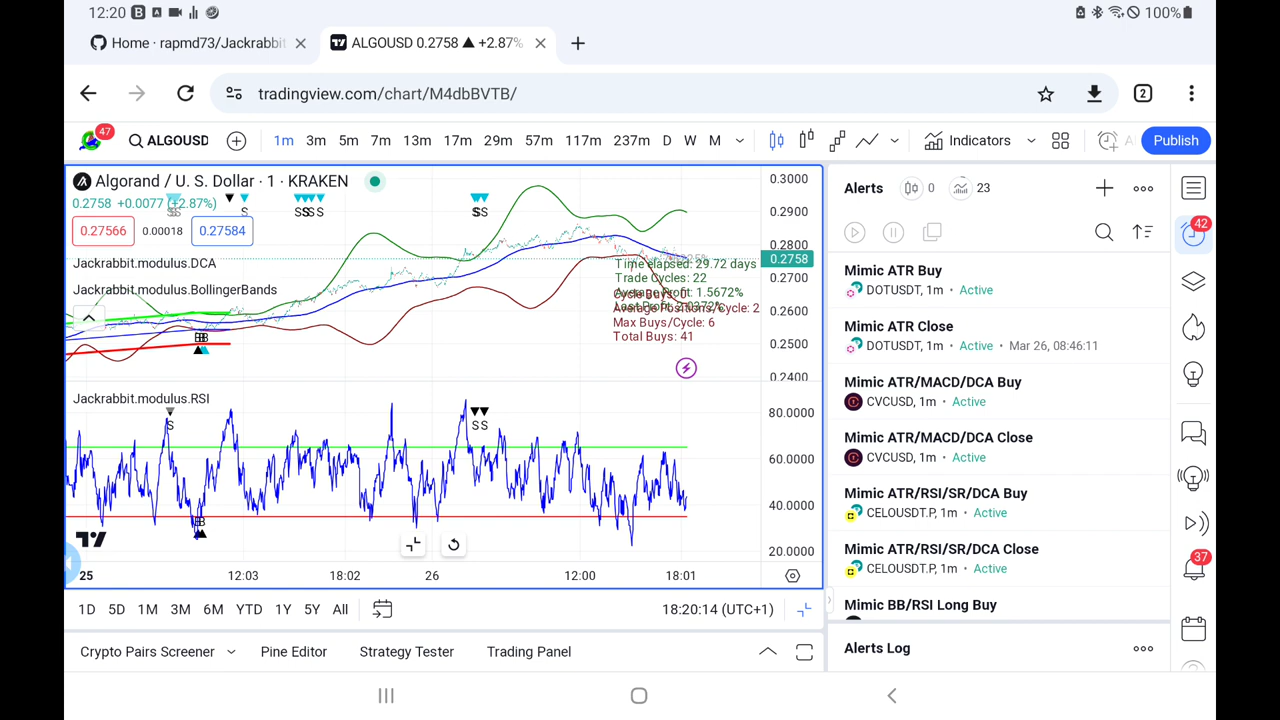 12:20
100%
Home · rapmd73/Jackrabbit
ALGOUSD 0.2758 ▲ +2.87%
tradingview.com/chart/M4dbBVTB/
2
47
ALGOUSD
1m 3m 5m 7m 13m 17m 29m 57m 117m 237m D W M
Indicators
Publish
Algorand / U. S. Dollar · 1 · KRAKEN
0.2758 +0.0077 (+2.87%)
0.27566
0.00018
0.27584
Jackrabbit.modulus.DCA
Jackrabbit.modulus.BollingerBands
Time elapsed: 29.72 days
Trade Cycles: 22
Average Profit: 1.5672%
Average Positions/Cycle: 2
Max Buys/Cycle: 6
Total Buys: 41
0.3000
0.2900
0.2800
0.2758
0.2700
0.2600
0.2500
0.2400
Jackrabbit.modulus.RSI
80.0000
60.0000
40.0000
20.0000
25 12:03 18:02 26 12:00 18:01
1D 5D 1M 3M 6M YTD 1Y 5Y All
18:20:14 (UTC+1)
Crypto Pairs Screener
Pine Editor
Strategy Tester
Trading Panel
Alerts
0
23
Mimic ATR Buy
DOTUSDT, 1m • Active
Mimic ATR Close
DOTUSDT, 1m • Active • Mar 26, 08:46:11
Mimic ATR/MACD/DCA Buy
CVCUSD, 1m • Active
Mimic ATR/MACD/DCA Close
CVCUSD, 1m • Active
Mimic ATR/RSI/SR/DCA Buy
CELOUSDT.P, 1m • Active
Mimic ATR/RSI/SR/DCA Close
CELOUSDT.P, 1m • Active
Mimic BB/RSI Long Buy
Alerts Log
42
37